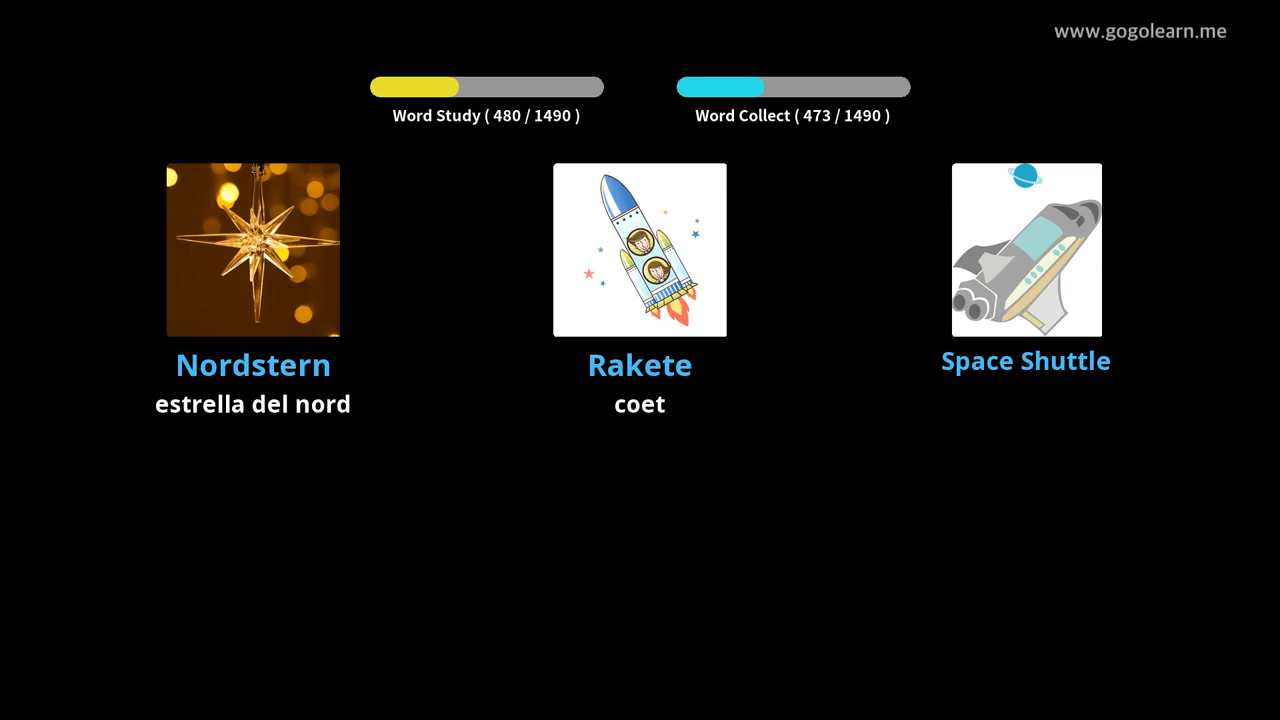 www.gogolearn.me
Word Study ( 480 / 1490 )
Word Collect ( 473 / 1490 )
Nordstern
estrella del nord
Rakete
coet
Space Shuttle